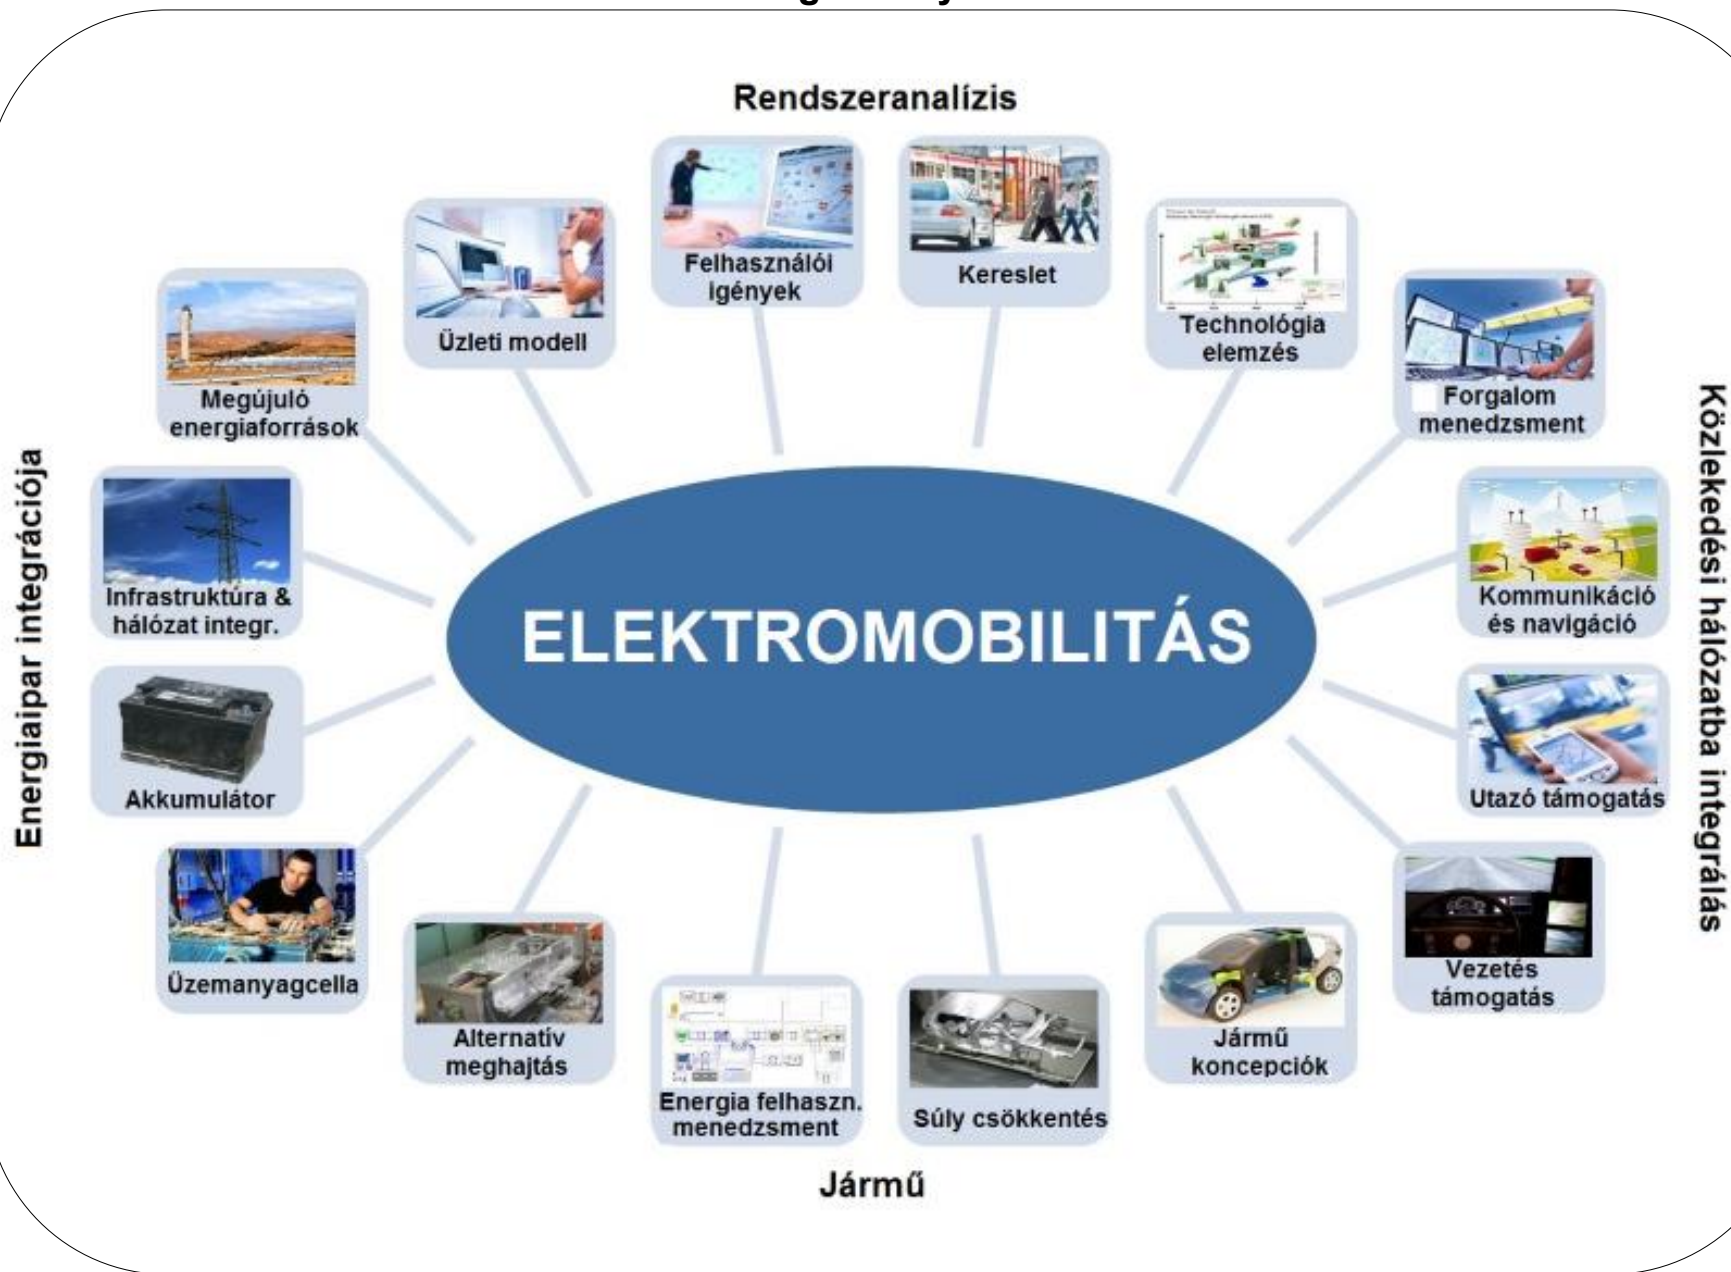 Rendszeranalízis
Felhasználói
igények
Kereslet
Üzleti modell
Technológia
elemzés
Megújuló
energiaforrások
Forgalom
menedzsment
Infrastruktúra &
hálózat integr.
Kommunikáció
és navigáció
ELEKTROMOBILITÁS
Energiaipar integrációja
Közlekedési hálózatba integrálás
Akkumulátor
Utazó támogatás
Üzemanyagcella
Vezetés
támogatás
Alternatív
meghajtás
Jármű
koncepciók
Energia felhaszn.
menedzsment
Súly csökkentés
Jármű